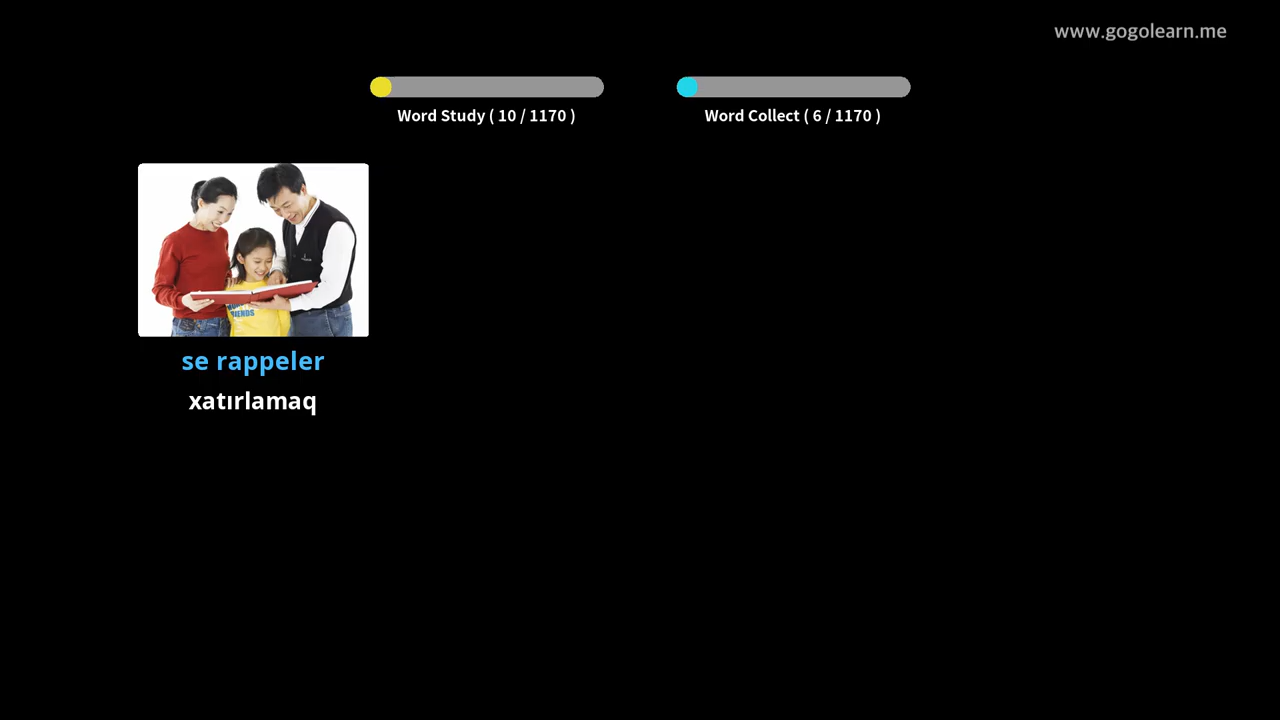 www.gogolearn.me
Word Study ( 10 / 1170 )
Word Collect ( 6 / 1170 )
se rappeler
xatırlamaq